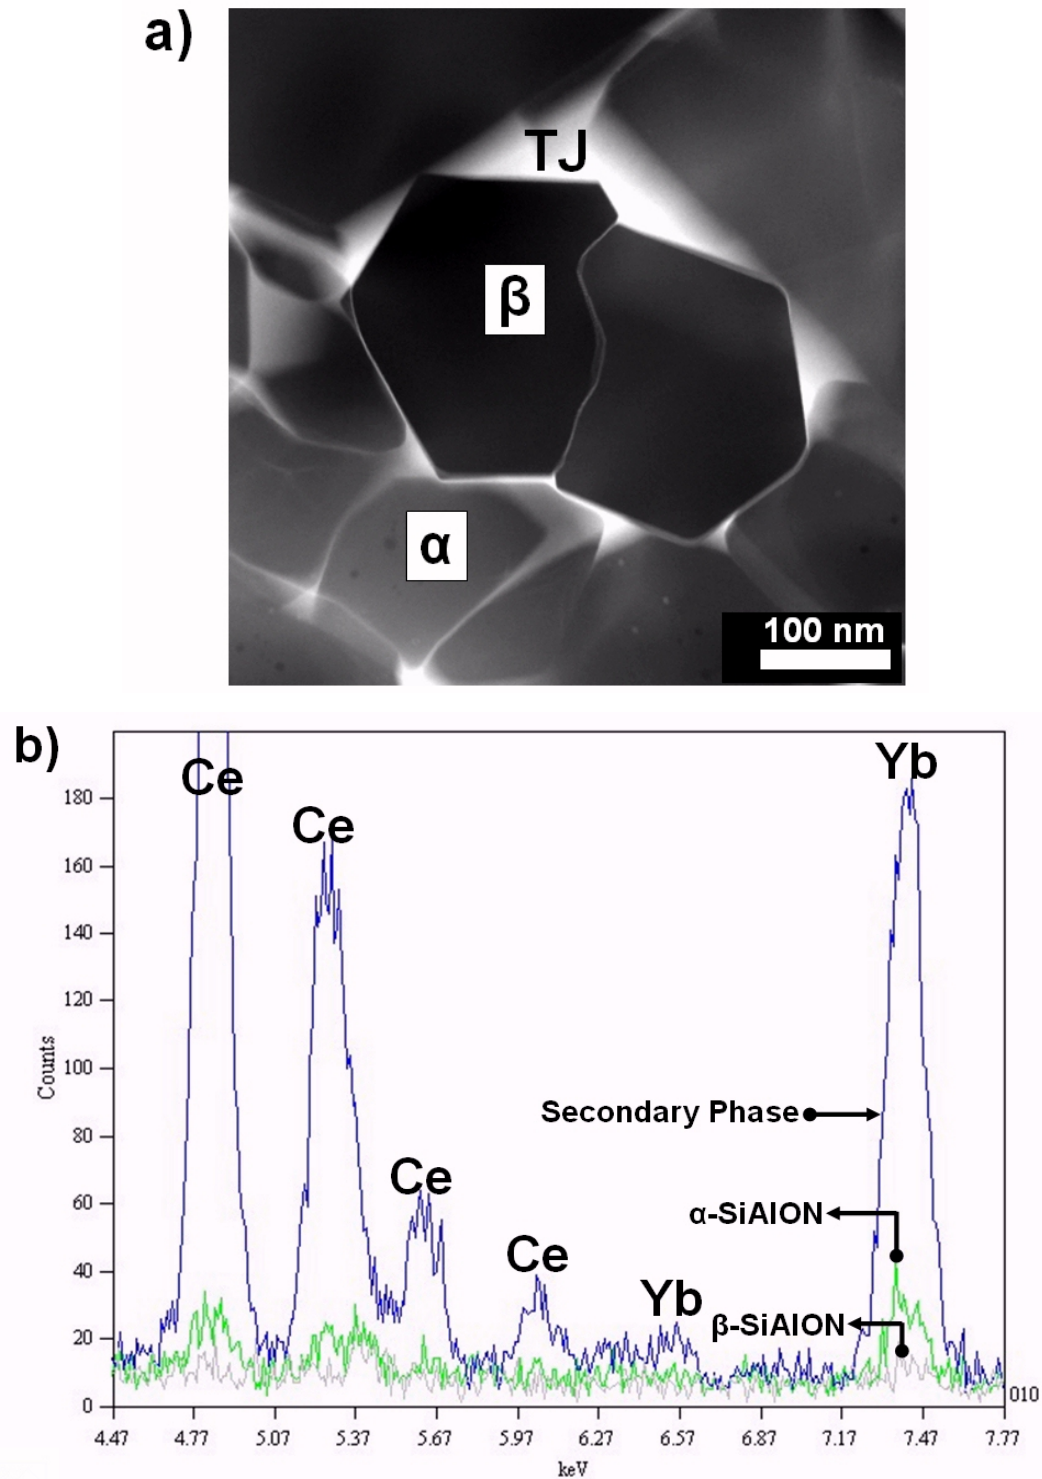 a)
TJ
β
α
100 nm
b)
Ce
Yb
180
Ce
160
140
120
Counts
100
Secondary Phase
80
Ce
60
α-SiAlON
Ce
40
Yb
β-SiAlON
20
0
010
4.47 4.77 5.07 5.37 5.67 5.97 6.27 6.57 6.87 7.17 7.47 7.77
keV